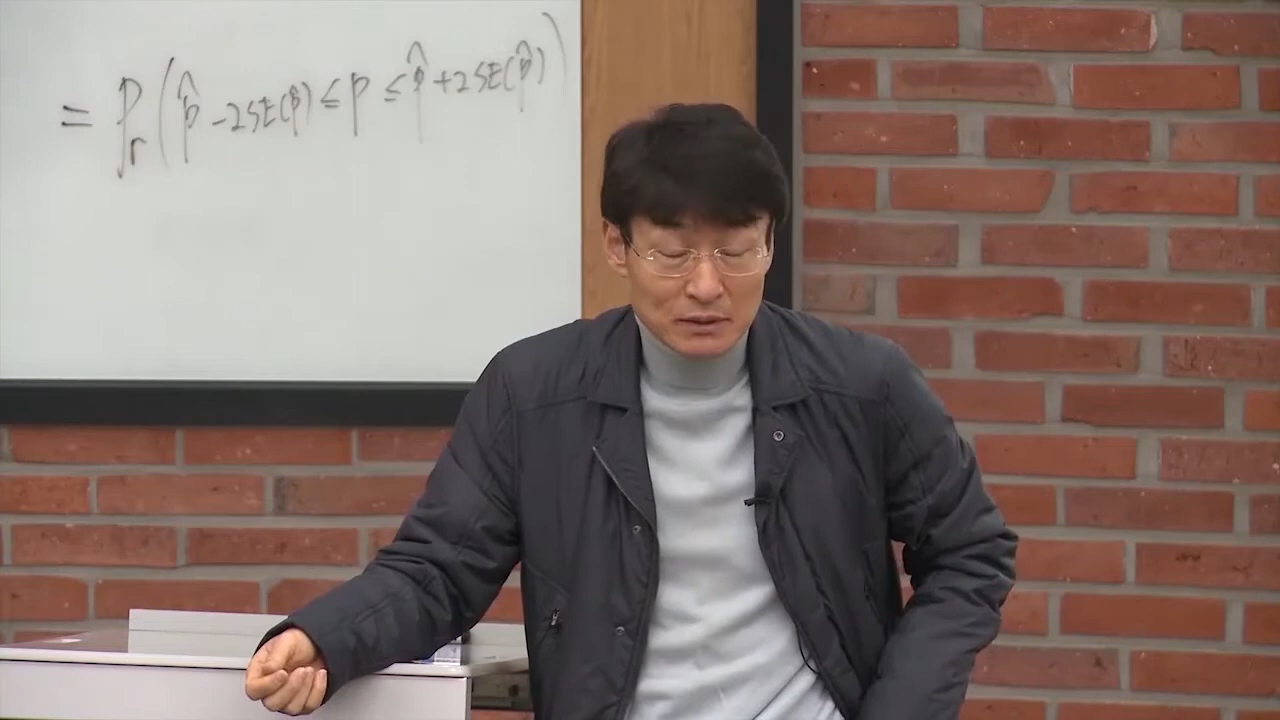 = Pr(p̂ -2SE(p̂) ≤ p ≤ p̂ +2SE(p̂))